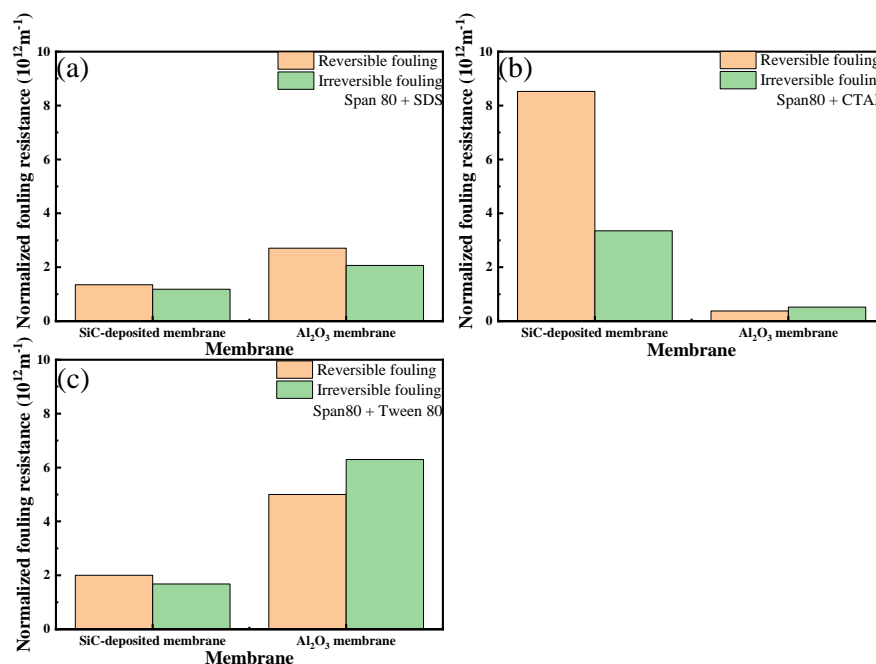 (a)
Normalized fouling resistance (10¹²m⁻¹)
10
8
6
4
2
0
Reversible fouling
Irreversible fouling
Span 80 + SDS
SiC-deposited membrane
Al₂O₃ membrane
Membrane
(b)
Normalized fouling resistance (10¹²m⁻¹)
10
8
6
4
2
0
Reversible fouling
Irreversible fouling
Span80 + CTA
SiC-deposited membrane
Al₂O₃ membrane
Membrane
(c)
Normalized fouling resistance (10¹²m⁻¹)
10
8
6
4
2
0
Reversible fouling
Irreversible fouling
Span80 + Tween 80
SiC-deposited membrane
Al₂O₃ membrane
Membrane